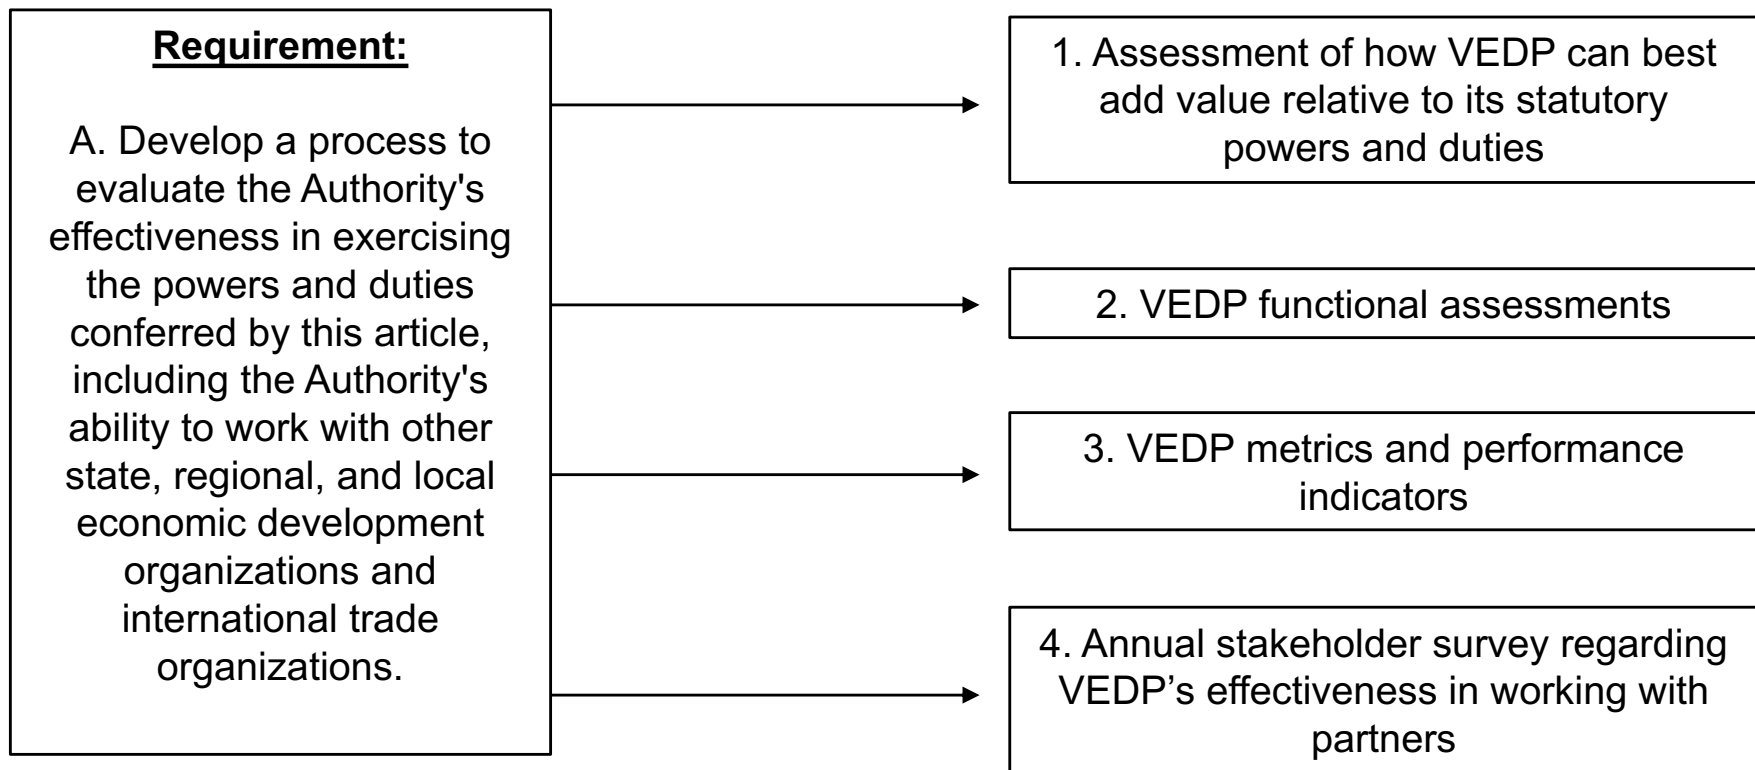 Requirement:
A. Develop a process to
evaluate the Authority's
effectiveness in exercising
the powers and duties
conferred by this article,
including the Authority's
ability to work with other
state, regional, and local
economic development
organizations and
international trade
organizations.
1. Assessment of how VEDP can best
add value relative to its statutory
powers and duties
2. VEDP functional assessments
3. VEDP metrics and performance
indicators
4. Annual stakeholder survey regarding
VEDP’s effectiveness in working with
partners